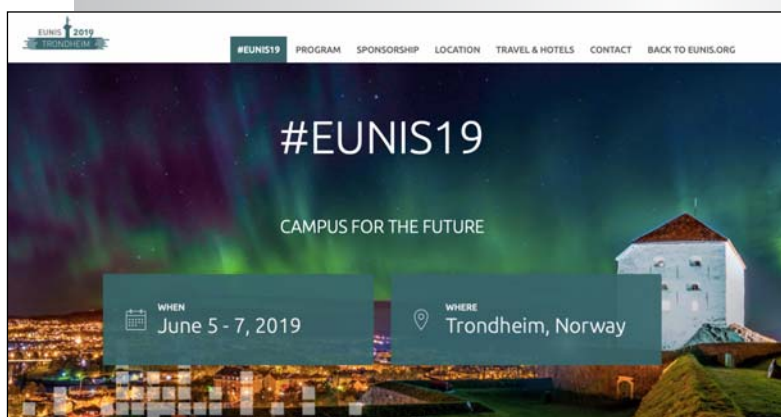 EUNIS 2019
TRONDHEIM
#EUNIS19 PROGRAM SPONSORSHIP LOCATION TRAVEL & HOTELS CONTACT BACK TO EUNIS.ORG
#EUNIS19
CAMPUS FOR THE FUTURE
WHEN
June 5 - 7, 2019
WHERE
Trondheim, Norway